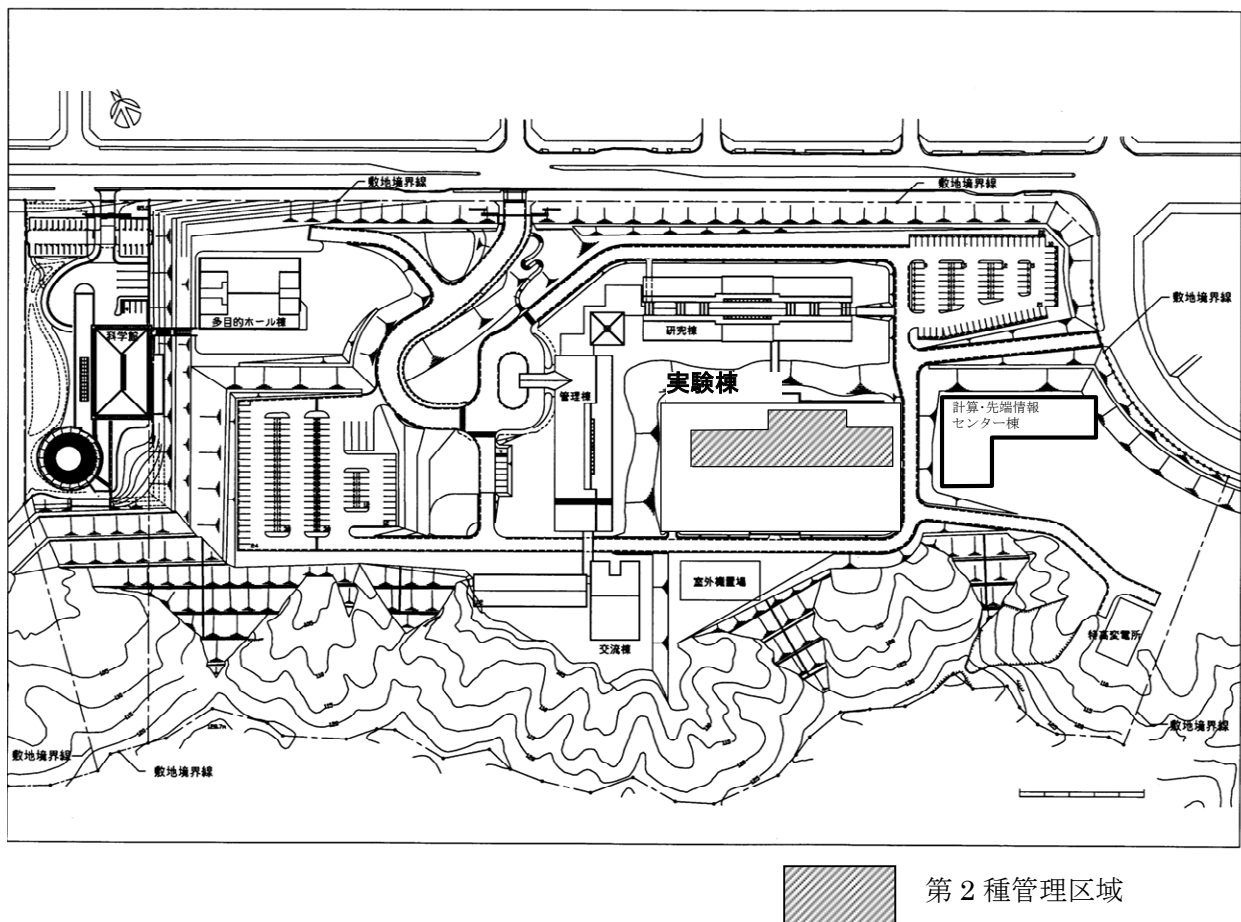 敷地境界線
敷地境界線
敷地境界線
多目的ホール棟
科学館
研究棟
実験棟
管理棟
計算・先端情報
センター棟
室外機置場
交流棟
特高変電所
敷地境界線
敷地境界線
敷地境界線
第2種管理区域